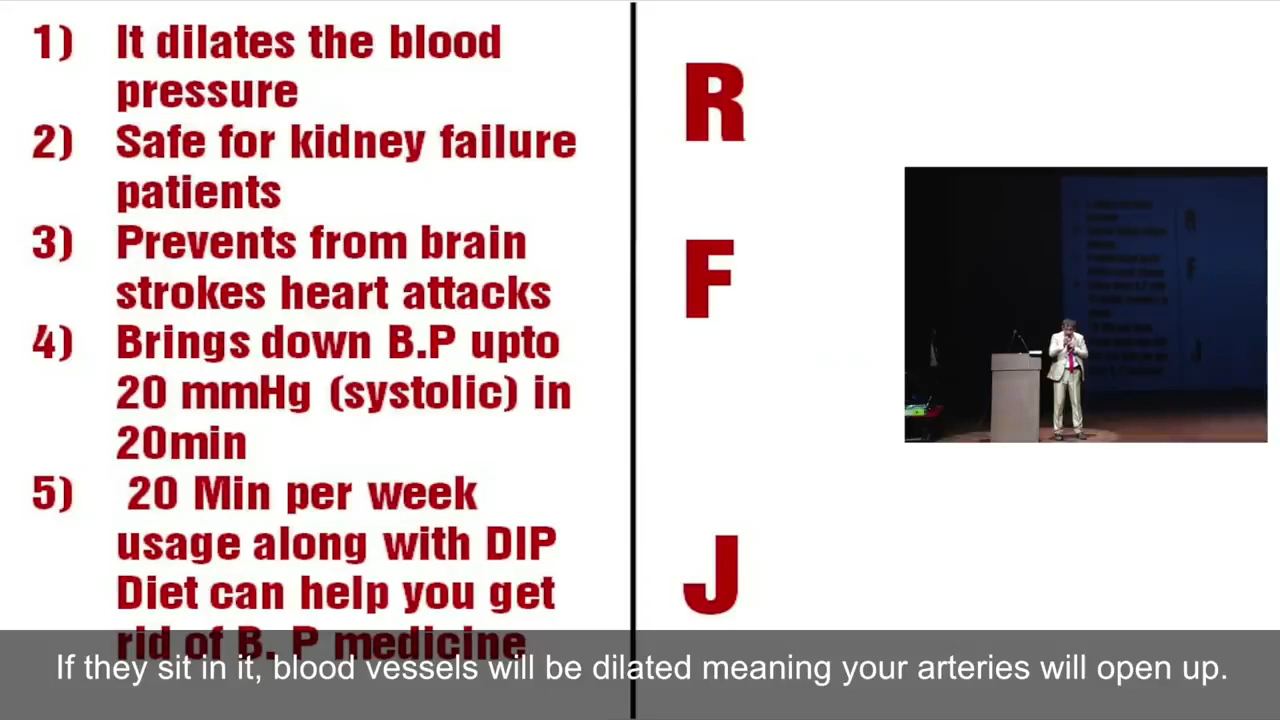 1) It dilates the blood
pressure
2) Safe for kidney failure
patients
3) Prevents from brain
strokes heart attacks
4) Brings down B.P upto
20 mmHg (systolic) in
20min
5) 20 Min per week
usage along with DIP
Diet can help you get
rid of B. P medicine
R
F
J
If they sit in it, blood vessels will be dilated meaning your arteries will open up.